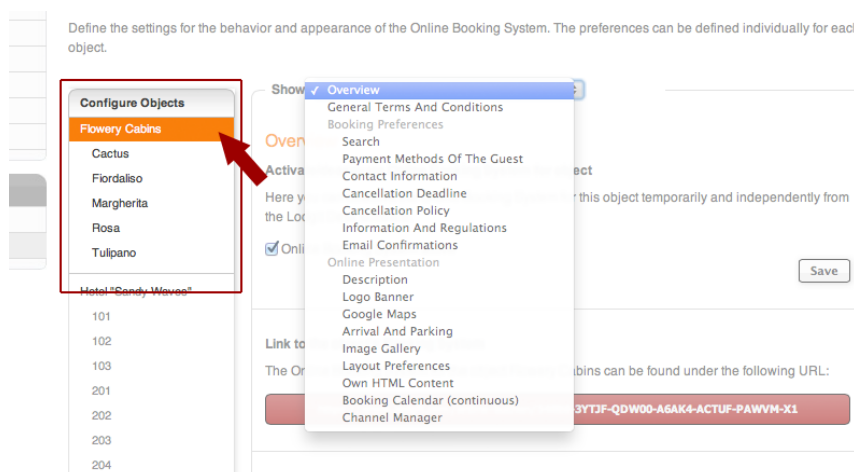 Define the settings for the behavior and appearance of the Online Booking System. The preferences can be defined individually for each
object.
Configure Objects
Flowery Cabins
Cactus
Fiordaliso
Margherita
Rosa
Tulipano
Hotel "Sandy Waves"
101
102
103
201
202
203
204
Show
✓ Overview
General Terms And Conditions
Booking Preferences
Search
Payment Methods Of The Guest
Contact Information
Cancellation Deadline
Cancellation Policy
Information And Regulations
Email Confirmations
Online Presentation
Description
Logo Banner
Google Maps
Arrival And Parking
Image Gallery
Layout Preferences
Own HTML Content
Booking Calendar (continuous)
Channel Manager
Here
this object temporarily and independently from
the
Save
Link to
The
can be found under the following URL:
3YTJF-QDW00-A6AK4-ACTUF-PAWVM-X1